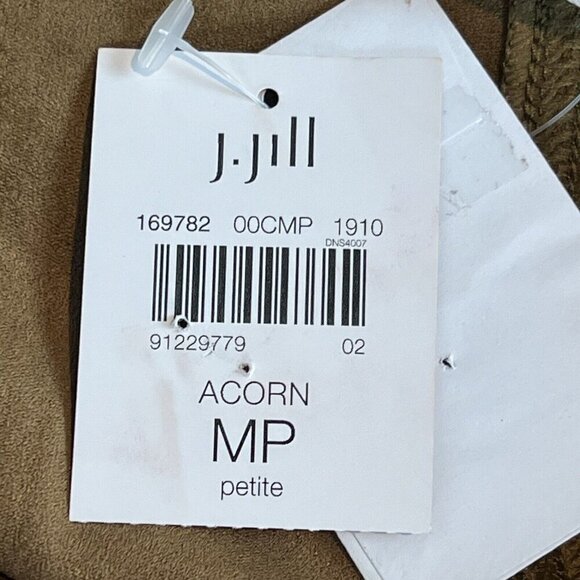 J.Jill
169782 00CMP 1910
DNS4007
91229779 02
ACORN
MP
petite